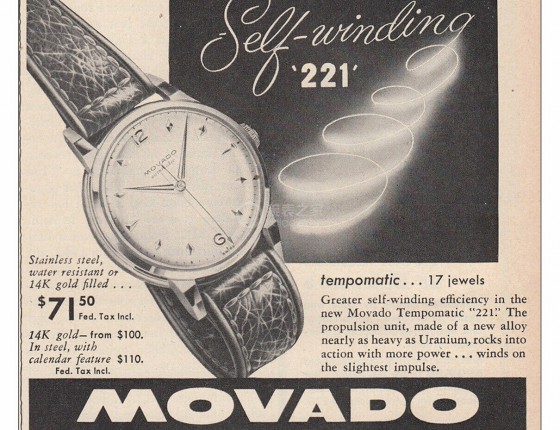 Self-winding
'221'
12
MOVADO
6
Stainless steel,
water resistant or
14K gold filled . . .
$71.50
Fed. Tax Incl.
14K gold—from $100.
In steel, with
calendar feature $110.
Fed. Tax Incl.
tempomatic... 17 jewels
Greater self-winding efficiency in the
new Movado Tempomatic "221." The
propulsion unit, made of a new alloy
nearly as heavy as Uranium, rocks into
action with more power . . . winds on
the slightest impulse.
MOVADO